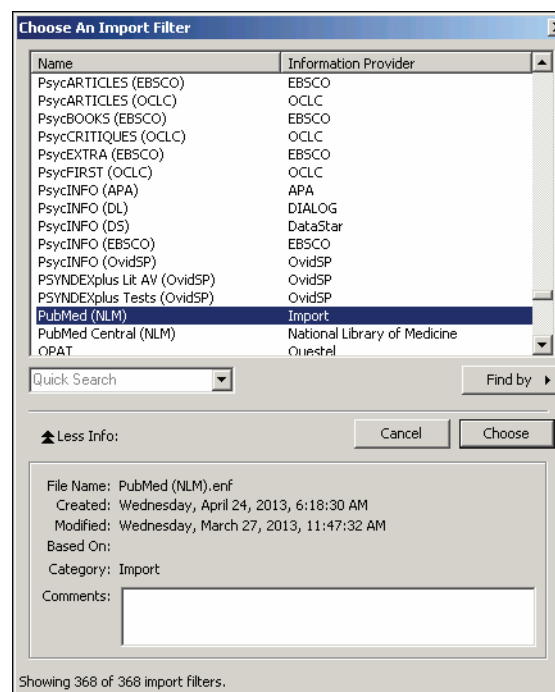 Choose An Import Filter
Name Information Provider
PsycARTICLES (EBSCO) EBSCO
PsycARTICLES (OCLC) OCLC
PsycBOOKS (EBSCO) EBSCO
PsycCRITIQUES (OCLC) OCLC
PsycEXTRA (EBSCO) EBSCO
PsycFIRST (OCLC) OCLC
PsycINFO (APA) APA
PsycINFO (DL) DIALOG
PsycINFO (DS) DataStar
PsycINFO (EBSCO) EBSCO
PsycINFO (OvidSP) OvidSP
PSYNDEXplus Lit AV (OvidSP) OvidSP
PSYNDEXplus Tests (OvidSP) OvidSP
PubMed (NLM) Import
PubMed Central (NLM) National Library of Medicine
QPAT Questel
Quick Search Find by
Less Info: Cancel Choose
File Name: PubMed (NLM).enf
Created: Wednesday, April 24, 2013, 6:18:30 AM
Modified: Wednesday, March 27, 2013, 11:47:32 AM
Based On:
Category: Import
Comments:
Showing 368 of 368 import filters.